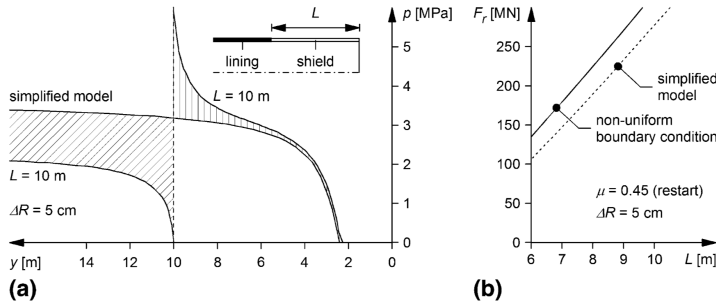 L
p [MPa]
lining
shield
L = 10 m
simplified model
L = 10 m
ΔR = 5 cm
5
4
3
2
1
0
y [m]
14
12
10
8
6
4
2
0
(a)
F_r [MN]
250
200
150
100
50
0
simplified
model
non-uniform
boundary condition
μ = 0.45 (restart)
ΔR = 5 cm
6
7
8
9
10
L [m]
(b)